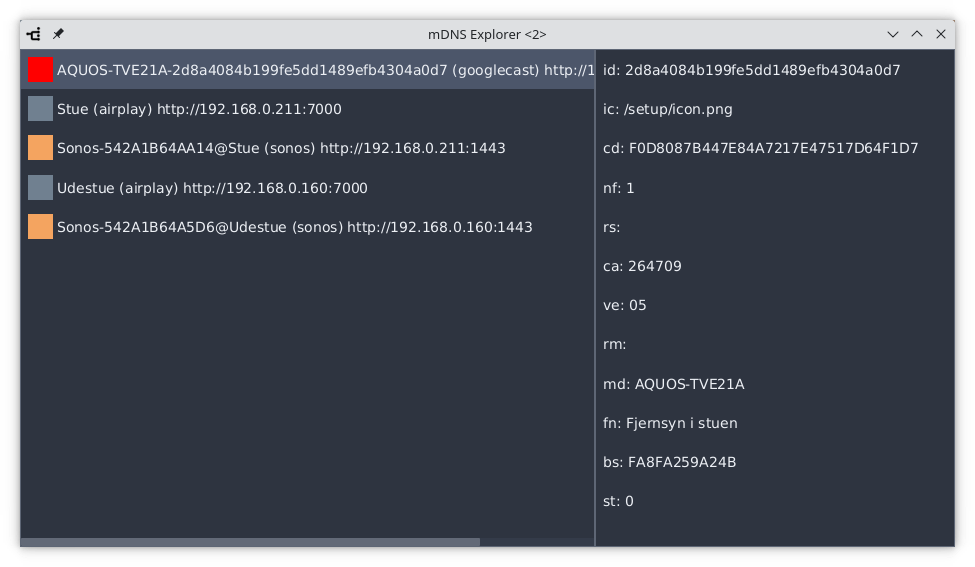 mDNS Explorer <2>
AQUOS-TVE21A-2d8a4084b199fe5dd1489efb4304a0d7 (googlecast) http://1
Stue (airplay) http://192.168.0.211:7000
Sonos-542A1B64AA14@Stue (sonos) http://192.168.0.211:1443
Udestue (airplay) http://192.168.0.160:7000
Sonos-542A1B64A5D6@Udestue (sonos) http://192.168.0.160:1443
id: 2d8a4084b199fe5dd1489efb4304a0d7
ic: /setup/icon.png
cd: F0D8087B447E84A7217E47517D64F1D7
nf: 1
rs:
ca: 264709
ve: 05
rm:
md: AQUOS-TVE21A
fn: Fjernsyn i stuen
bs: FA8FA259A24B
st: 0